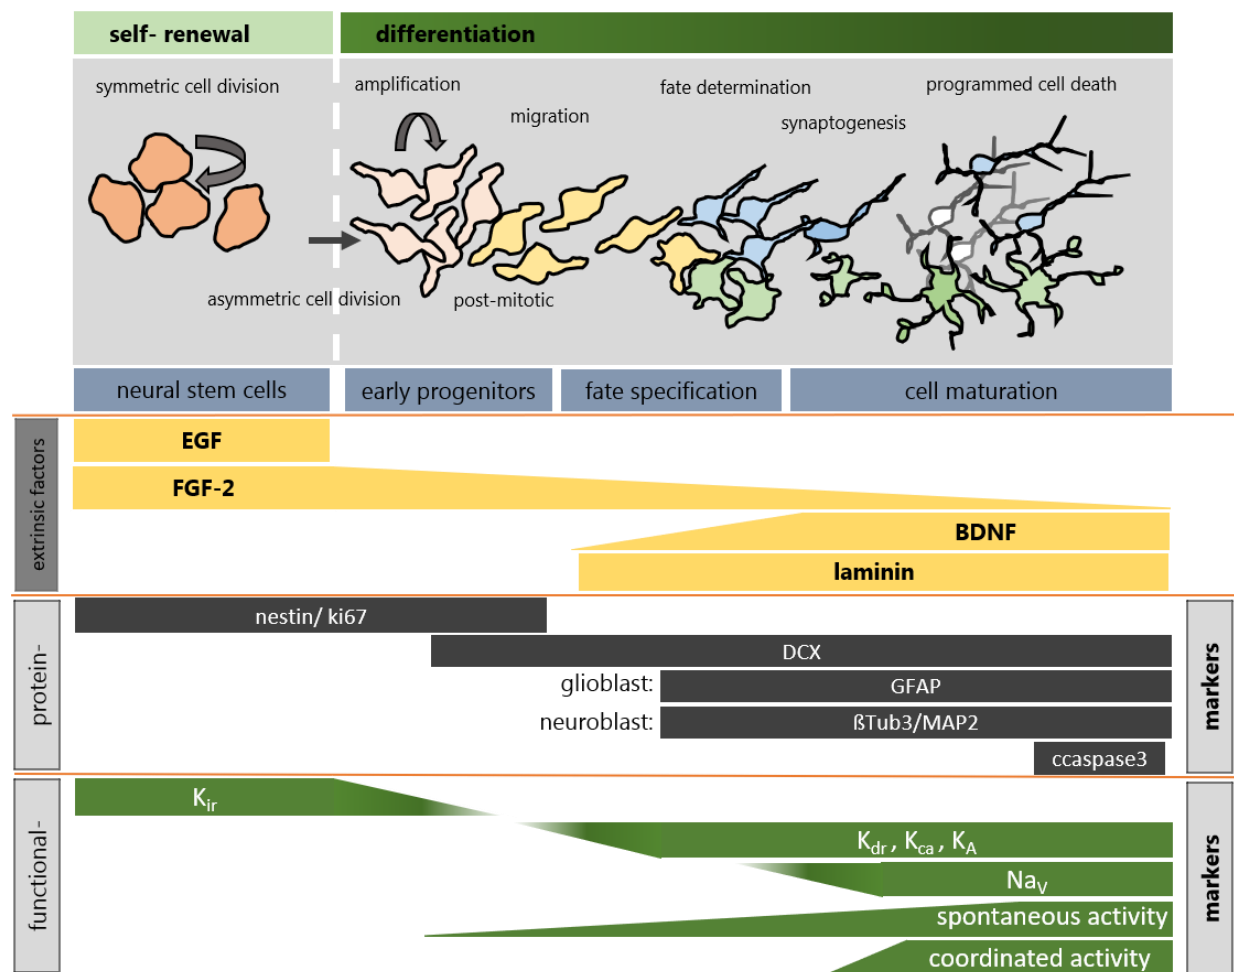 self- renewal
differentiation
symmetric cell division
amplification
fate determination
programmed cell death
migration
synaptogenesis
asymmetric cell division
post-mitotic
neural stem cells
early progenitors
fate specification
cell maturation
extrinsic factors
EGF
FGF-2
BDNF
laminin
protein-
markers
nestin/ ki67
DCX
glioblast:
GFAP
neuroblast:
ßTub3/MAP2
ccaspase3
functional-
markers
Kir
Kdr , Kca , KA
NaV
spontaneous activity
coordinated activity